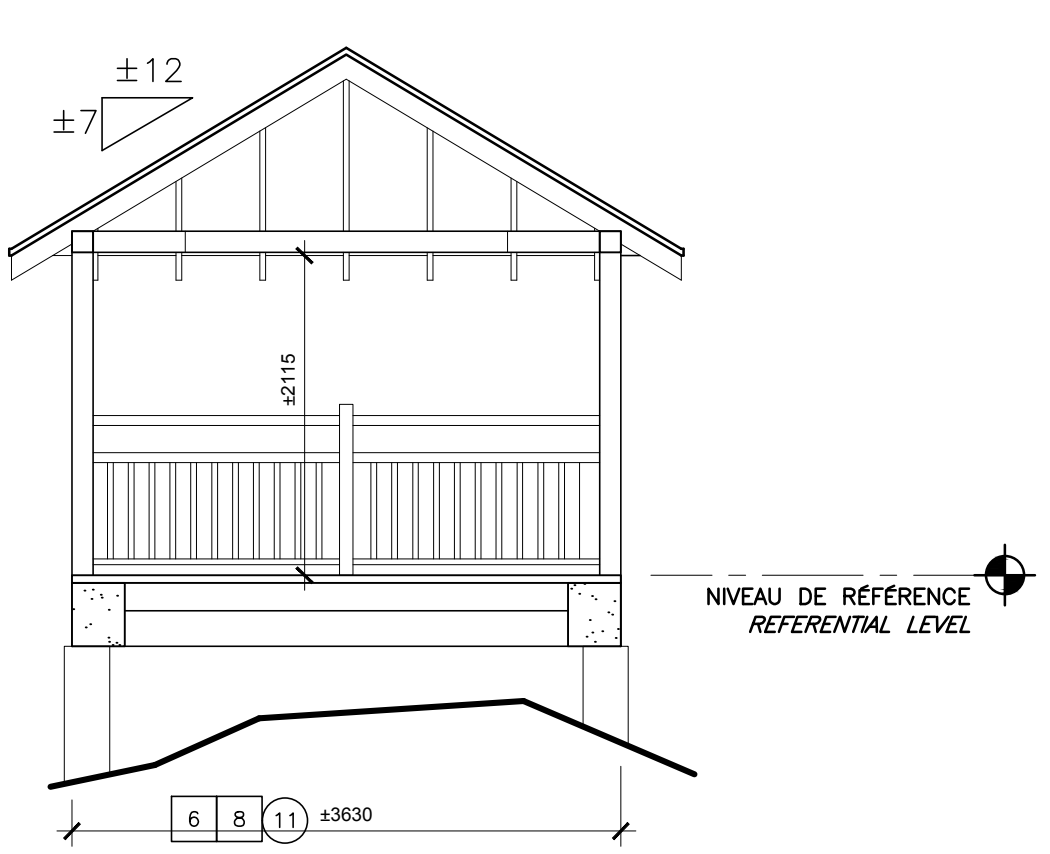 ±12
±7
±2115
NIVEAU DE RÉFÉRENCE
REFERENTIAL LEVEL
6 8 11 ±3630